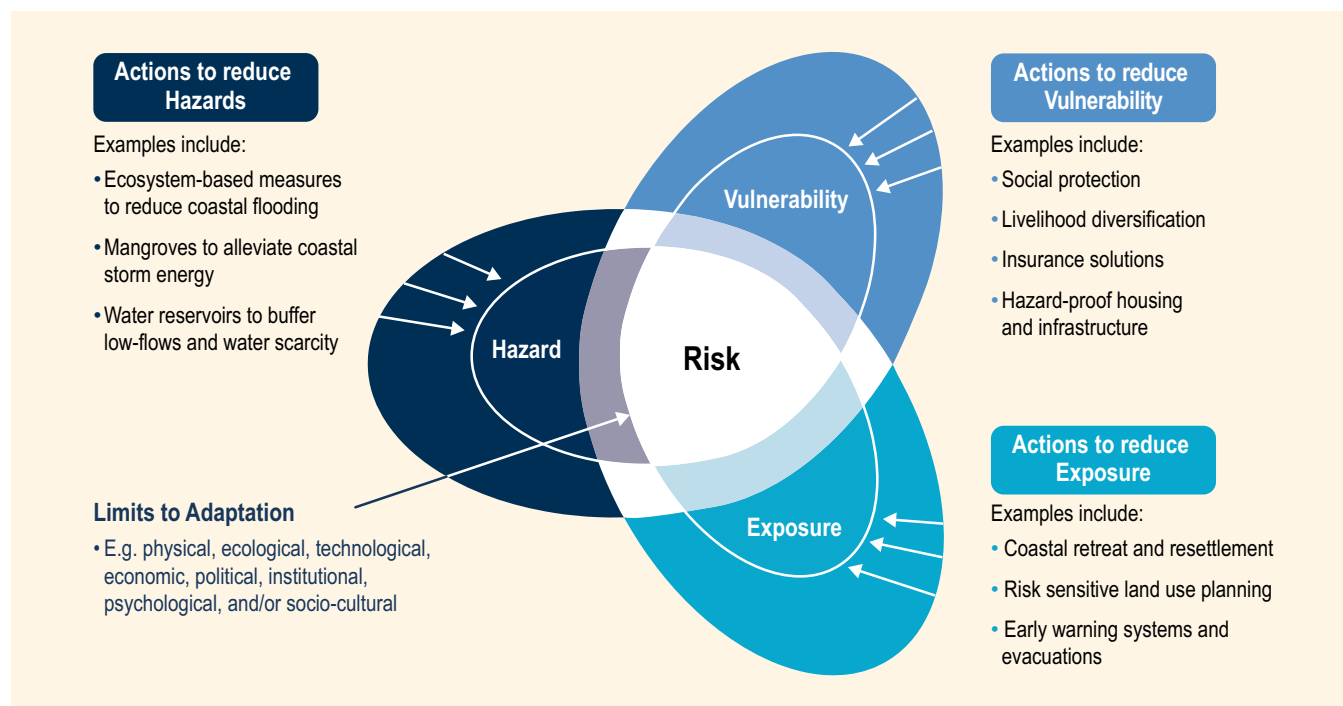 Actions to reduce
Hazards
Examples include:
• Ecosystem-based measures
to reduce coastal flooding
• Mangroves to alleviate coastal
storm energy
• Water reservoirs to buffer
low-flows and water scarcity
Limits to Adaptation
• E.g. physical, ecological, technological,
economic, political, institutional,
psychological, and/or socio-cultural
Vulnerability
Hazard
Risk
Exposure
Actions to reduce
Vulnerability
Examples include:
• Social protection
• Livelihood diversification
• Insurance solutions
• Hazard-proof housing
and infrastructure
Actions to reduce
Exposure
Examples include:
• Coastal retreat and resettlement
• Risk sensitive land use planning
• Early warning systems and
evacuations